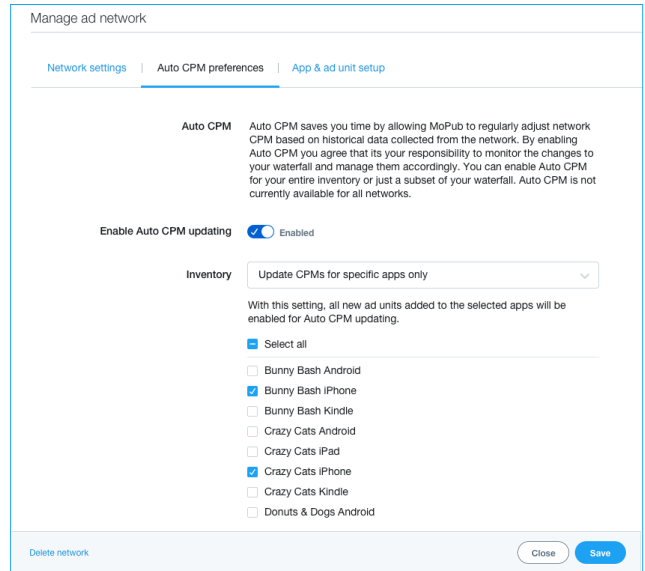 Manage ad network
Network settings | Auto CPM preferences | App & ad unit setup
Auto CPM
Auto CPM saves you time by allowing MoPub to regularly adjust network
CPM based on historical data collected from the network. By enabling
Auto CPM you agree that its your responsibility to monitor the changes to
your waterfall and manage them accordingly. You can enable Auto CPM
for your entire inventory or just a subset of your waterfall. Auto CPM is not
currently available for all networks.
Enable Auto CPM updating
Enabled
Inventory
Update CPMs for specific apps only
With this setting, all new ad units added to the selected apps will be
enabled for Auto CPM updating.
Select all
Bunny Bash Android
Bunny Bash iPhone
Bunny Bash Kindle
Crazy Cats Android
Crazy Cats iPad
Crazy Cats iPhone
Crazy Cats Kindle
Donuts & Dogs Android
Delete network
Close
Save